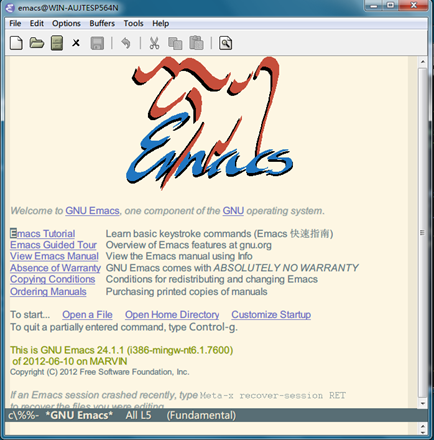 emacs@WIN-AUJTESP564N
File Edit Options Buffers Tools Help
Emacs
Welcome to GNU Emacs, one component of the GNU operating system.
Emacs Tutorial Learn basic keystroke commands (Emacs 快速指南)
Emacs Guided Tour Overview of Emacs features at gnu.org
View Emacs Manual View the Emacs manual using Info
Absence of Warranty GNU Emacs comes with ABSOLUTELY NO WARRANTY
Copying Conditions Conditions for redistributing and changing Emacs
Ordering Manuals Purchasing printed copies of manuals
To start... Open a File Open Home Directory Customize Startup
To quit a partially entered command, type Control-g.
This is GNU Emacs 24.1.1 (i386-mingw-nt6.1.7600)
of 2012-06-10 on MARVIN
Copyright (C) 2012 Free Software Foundation, Inc.
If an Emacs session crashed recently, type Meta-x recover-session RET
to recover the files you were editing.
c\%%- *GNU Emacs* All L5 (Fundamental)